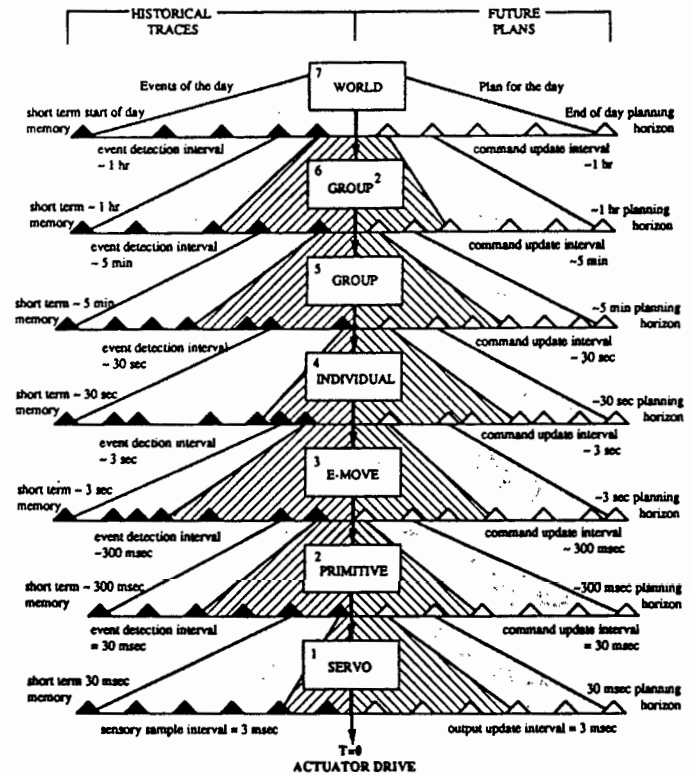 HISTORICAL TRACES
FUTURE PLANS
Events of the day
7
WORLD
Plan for the day
short term start of day
memory
End of day planning
horizon
event detection interval
~ 1 hr
command update interval
~1 hr
6
GROUP 2
short term ~ 1 hr
memory
~1 hr planning
horizon
event detection interval
~ 5 min
command update interval
~5 min
5
GROUP
short term ~ 5 min
memory
~5 min planning
horizon
event detection interval
~ 30 sec
command update interval
~ 30 sec
4
INDIVIDUAL
short term ~ 30 sec
memory
~30 sec planning
horizon
event dection interval
~ 3 sec
command update interval
~ 3 sec
3
E-MOVE
short term ~ 3 sec
memory
~3 sec planning
horizon
event detection interval
~300 msec
command update interval
~ 300 msec
2
PRIMITIVE
short term ~300 msec
memory
~300 msec planning
horizon
event detection interval
= 30 msec
command update interval
= 30 msec
1
SERVO
short term 30 msec
memory
30 msec planning
horizon
sensory sample interval = 3 msec
output update interval = 3 msec
T=0
ACTUATOR DRIVE